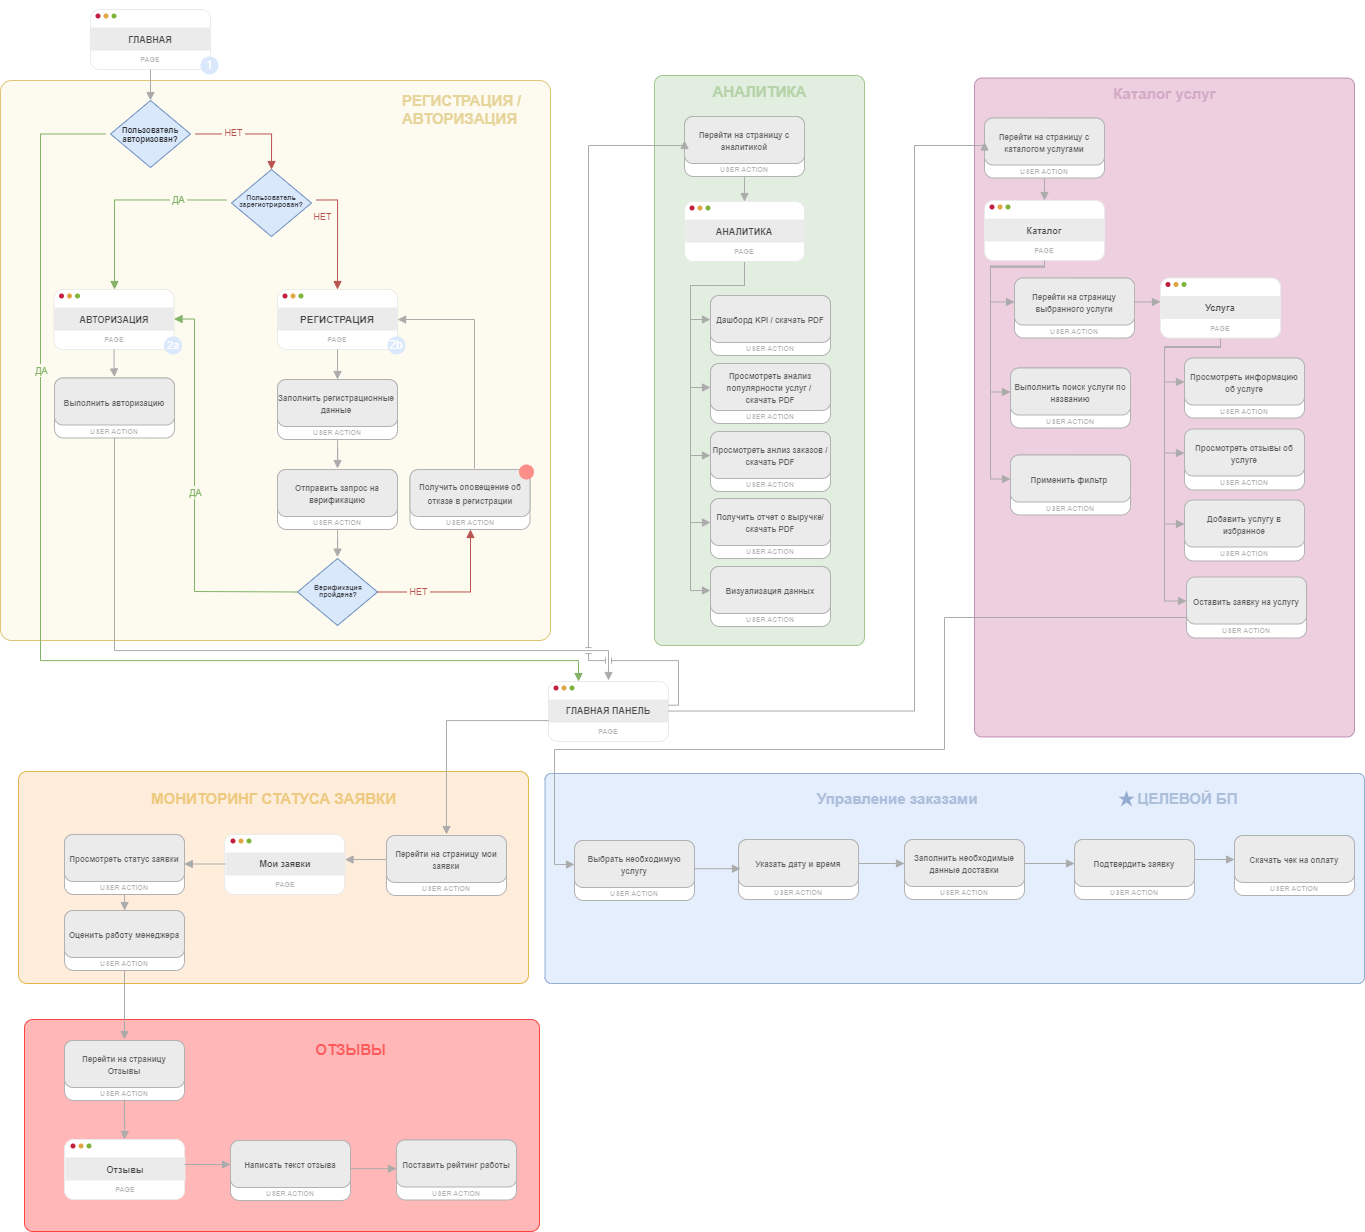 ГЛАВНАЯ
PAGE
1
РЕГИСТРАЦИЯ /
АВТОРИЗАЦИЯ
Пользователь
авторизован?
НЕТ
Пользователь
зарегистрирован?
ДА
НЕТ
АВТОРИЗАЦИЯ
PAGE
2a
РЕГИСТРАЦИЯ
PAGE
2b
ДА
Выполнить авторизацию
USER ACTION
Заполнить регистрационные
данные
USER ACTION
ДА
Отправить запрос на
верификацию
USER ACTION
Получить оповещение об
отказе в регистрации
USER ACTION
Верификация
пройдена?
НЕТ
АНАЛИТИКА
Перейти на страницу с
аналитикой
USER ACTION
АНАЛИТИКА
PAGE
Дашборд KPI / скачать PDF
USER ACTION
Просмотреть анализ
популярности услуг /
скачать PDF
USER ACTION
Просмотреть анлиз заказов /
скачать PDF
USER ACTION
Получить отчет о выручке/
скачать PDF
USER ACTION
Визуализация данных
USER ACTION
Каталог услуг
Перейти на страницу с
каталогом услугами
USER ACTION
Каталог
PAGE
Перейти на страницу
выбранного услуги
USER ACTION
Услуга
PAGE
Выполнить поиск услуги по
названию
USER ACTION
Просмотреть информацию
об услуге
USER ACTION
Применить фильтр
USER ACTION
Просмотреть отзывы об
услуге
USER ACTION
Добавить услугу в
избранное
USER ACTION
Оставить заявку на услугу
USER ACTION
ГЛАВНАЯ ПАНЕЛЬ
PAGE
МОНИТОРИНГ СТАТУСА ЗАЯВКИ
Просмотреть статус заявки
USER ACTION
Мои заявки
PAGE
Перейти на страницу мои
заявки
USER ACTION
Оценить работу менеджера
USER ACTION
Управление заказами
★ ЦЕЛЕВОЙ БП
Выбрать необходимую
услугу
USER ACTION
Указать дату и время
USER ACTION
Заполнить необходимые
данные доставки
USER ACTION
Подтвердить заявку
USER ACTION
Скачать чек на оплату
USER ACTION
ОТЗЫВЫ
Перейти на страницу
Отзывы
USER ACTION
Отзывы
PAGE
Написать текст отзыва
USER ACTION
Поставить рейтинг работы
USER ACTION